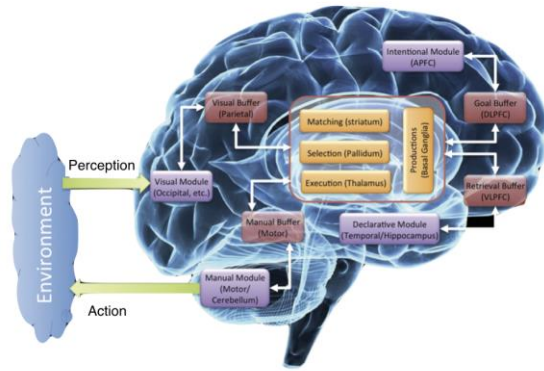 Intentional Module
(APFC)
Visual Buffer
(Parietal)
Goal Buffer
(DLPFC)
Matching (striatum)
Selection (Pallidum)
Execution (Thalamus)
Productions
(Basal Ganglia)
Perception
Visual Module
(Occipital, etc.)
Retrieval Buffer
(VLPFC)
Manual Buffer
(Motor)
Declarative Module
(Temporal/Hippocampus)
Environment
Manual Module
(Motor/
Cerebellum)
Action